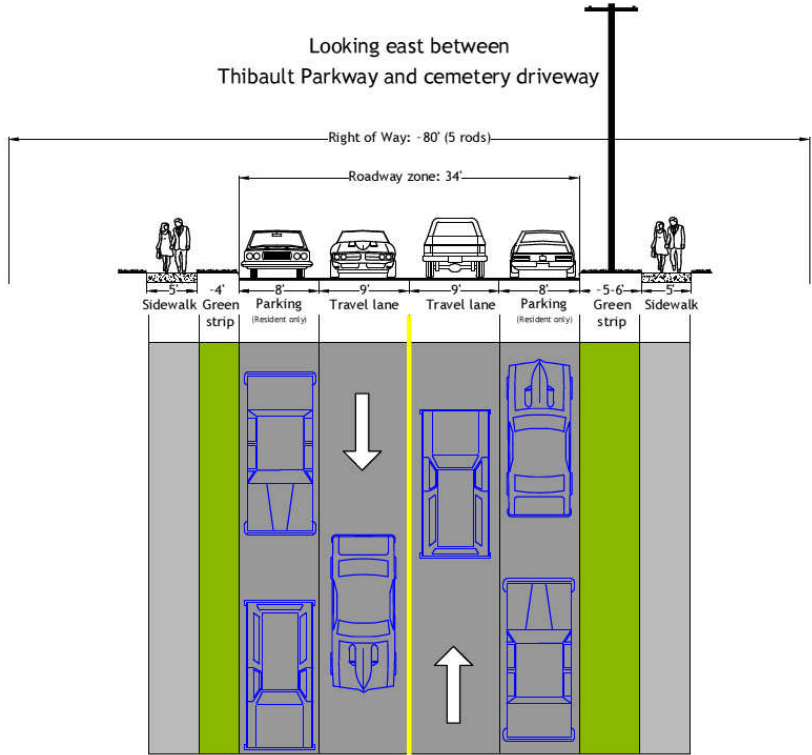 Looking east between
Thibault Parkway and cemetery driveway
Right of Way: ~80' (5 rods)
Roadway zone: 34'
5' ~4' 8' 9' 9' 8' ~5-6' 5'
Sidewalk Green Parking Travel lane Travel lane Parking Green Sidewalk
strip (Resident only) (Resident only) strip